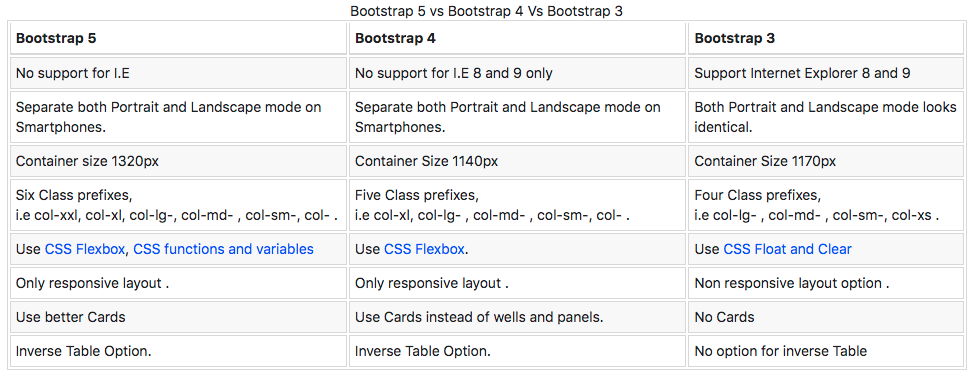 Bootstrap 5 vs Bootstrap 4 Vs Bootstrap 3
Bootstrap 5 Bootstrap 4 Bootstrap 3
No support for I.E No support for I.E 8 and 9 only Support Internet Explorer 8 and 9
Separate both Portrait and Landscape mode on
Smartphones.
Separate both Portrait and Landscape mode on
Smartphones.
Both Portrait and Landscape mode looks
identical.
Container size 1320px Container Size 1140px Container Size 1170px
Six Class prefixes,
i.e col-xxl, col-xl, col-lg-, col-md- , col-sm-, col- .
Five Class prefixes,
i.e col-xl, col-lg- , col-md- , col-sm-, col- .
Four Class prefixes,
i.e col-lg- , col-md- , col-sm-, col-xs .
Use CSS Flexbox, CSS functions and variables Use CSS Flexbox. Use CSS Float and Clear
Only responsive layout . Only responsive layout . Non responsive layout option .
Use better Cards Use Cards instead of wells and panels. No Cards
Inverse Table Option. Inverse Table Option. No option for inverse Table